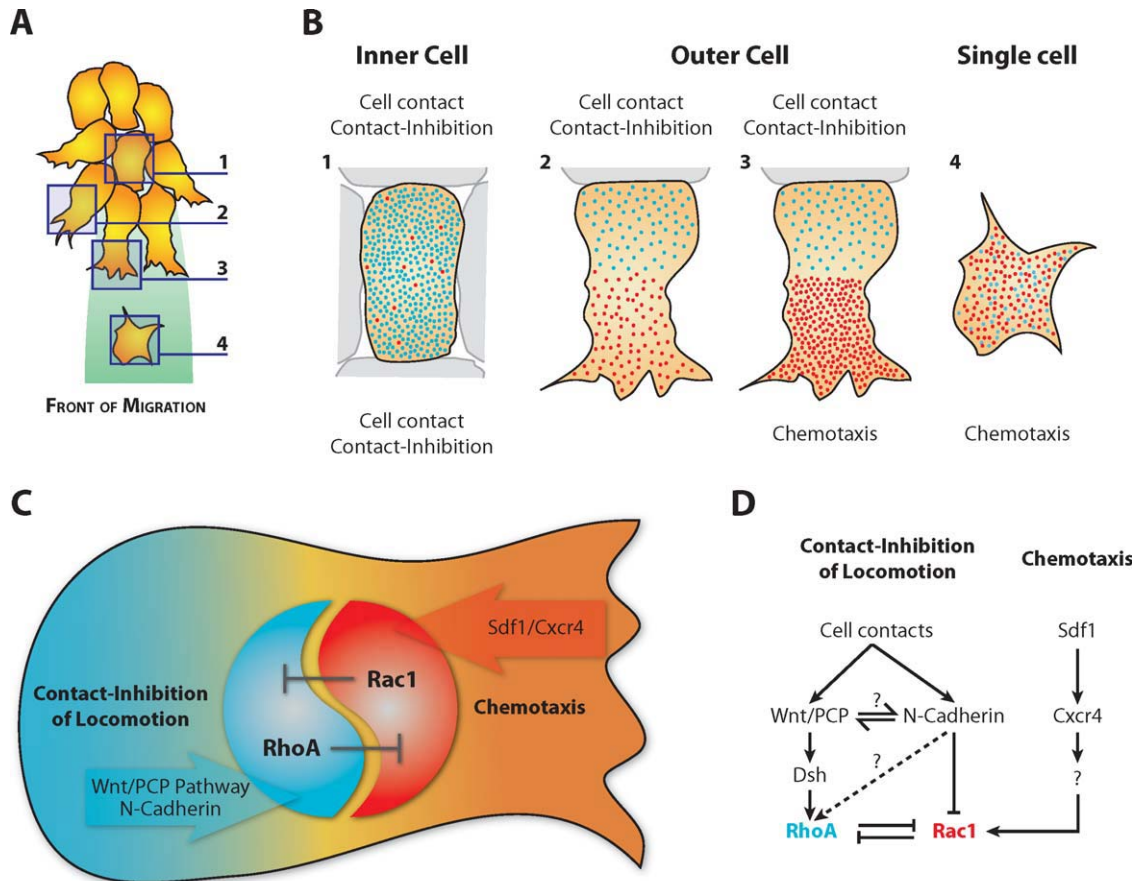 A
1
2
3
4
FRONT OF MIGRATION
B
Inner Cell
Outer Cell
Single cell
Cell contact
Contact-Inhibition
Cell contact
Contact-Inhibition
Cell contact
Contact-Inhibition
1
2
3
4
Cell contact
Contact-Inhibition
Chemotaxis
Chemotaxis
C
Sdf1/Cxcr4
Rac1
Contact-Inhibition
of Locomotion
Chemotaxis
RhoA
Wnt/PCP Pathway
N-Cadherin
D
Contact-Inhibition
of Locomotion
Chemotaxis
Cell contacts
Sdf1
?
Wnt/PCP
N-Cadherin
Cxcr4
?
Dsh
?
RhoA
Rac1